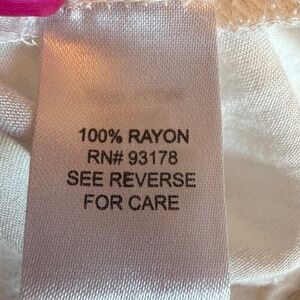 100% RAYON
RN# 93178
SEE REVERSE
FOR CARE